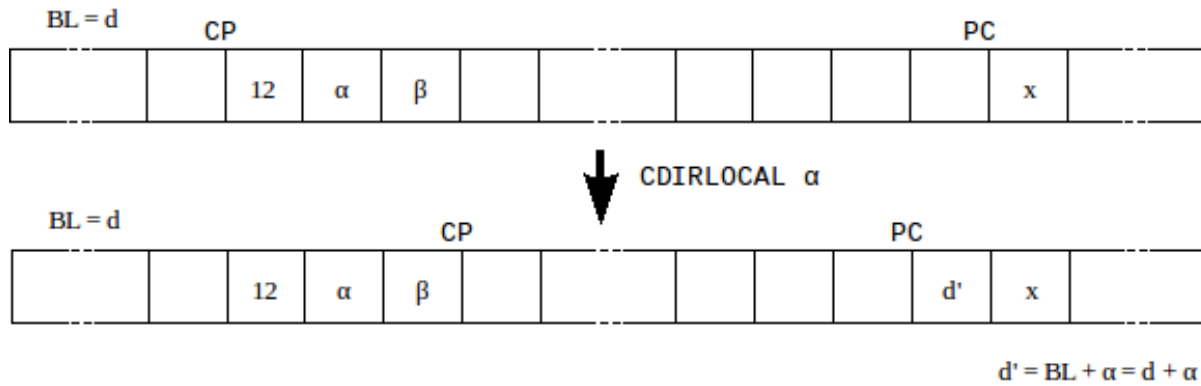 BL = d
CP PC
12 α β x
CDIRLOCAL α
BL = d
CP PC
12 α β d' x
d' = BL + α = d + α